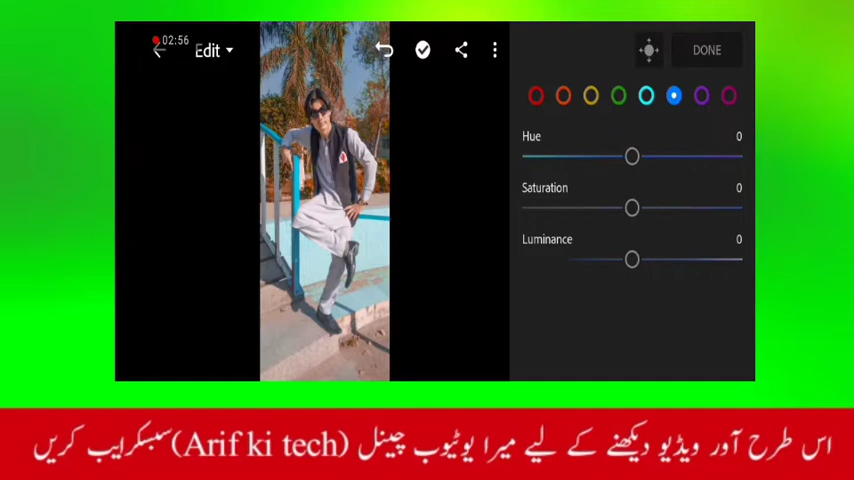 02:56
Edit
DONE
Hue 0
Saturation 0
Luminance 0
اس طرح آور ویڈیو دیکھنے کے لیے میرا یوٹیوب چینل (Arif ki tech)سبسکرایب کریں